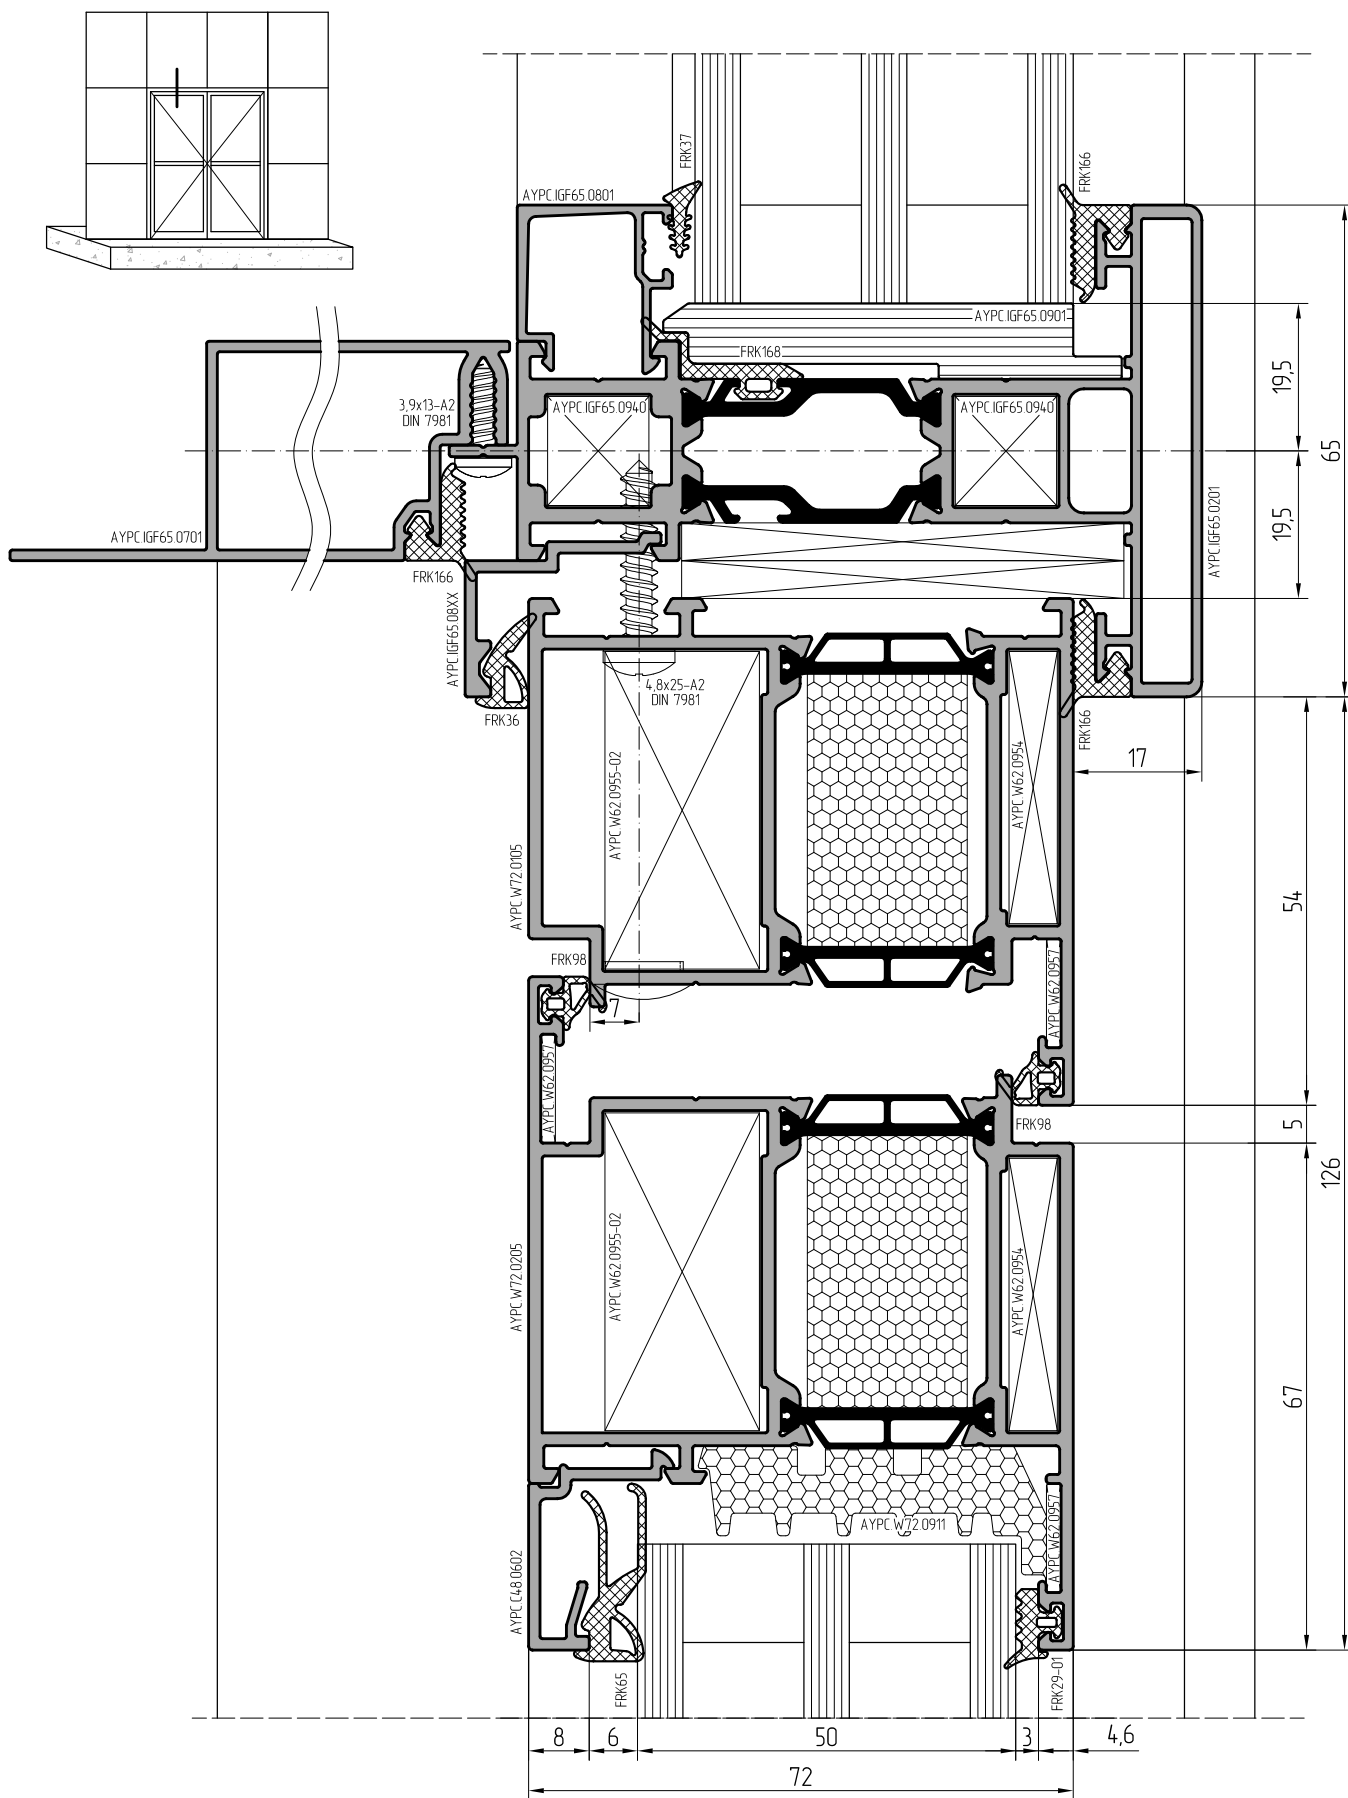 FRK37
FRK166
AYPC.IGF65.0801
AYPC.IGF65.0901
FRK168
19,5
65
3,9x13-A2
DIN 7981
AYPC.IGF65.0940
AYPC.IGF65.0940
19,5
AYPC.IGF65.0701
AYPC.IGF65.0201
FRK166
AYPC.IGF65.08XX
4,8x25-A2
DIN 7981
FRK36
FRK166
17
AYPC.W62.0955-02
AYPC.W62.0954
AYPC.W72.0105
54
FRK98
AYPC.W62.0957
7
AYPC.W62.0957
FRK98
5
126
AYPC.W72.0205
AYPC.W62.0955-02
AYPC.W62.0954
67
AYPC.W72.0911
AYPC.W62.0957
AYPC.C48.0602
FRK65
FRK29-01
8
6
50
3
4,6
72